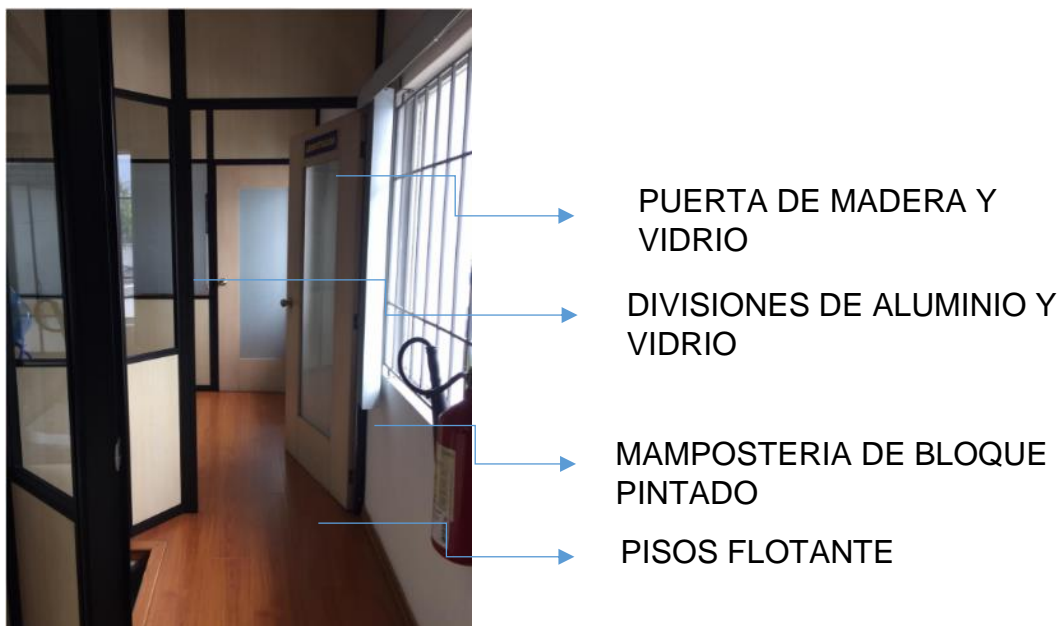 PUERTA DE MADERA Y
VIDRIO
DIVISIONES DE ALUMINIO Y
VIDRIO
MAMPOSTERIA DE BLOQUE
PINTADO
PISOS FLOTANTE